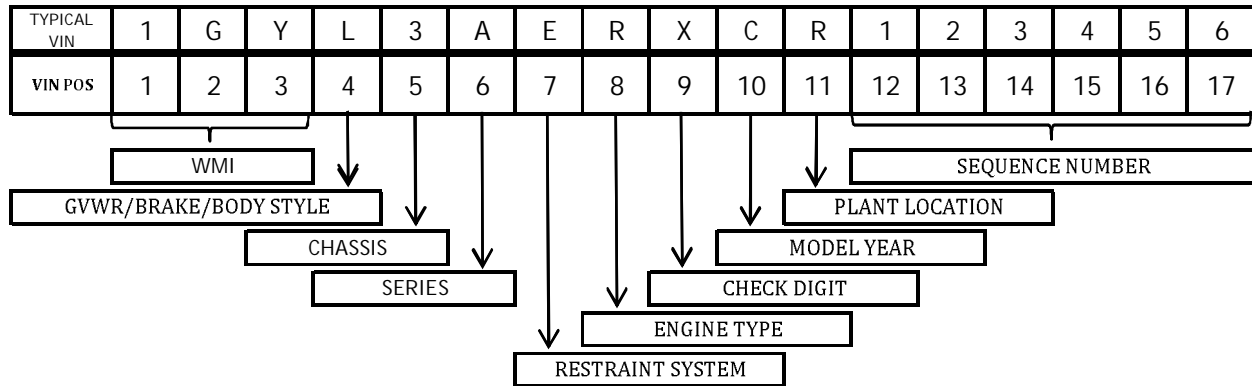 TYPICAL VIN 1 G Y L 3 A E R X C R 1 2 3 4 5 6
VIN POS 1 2 3 4 5 6 7 8 9 10 11 12 13 14 15 16 17
WMI SEQUENCE NUMBER
GVWR/BRAKE/BODY STYLE PLANT LOCATION
CHASSIS MODEL YEAR
SERIES CHECK DIGIT
ENGINE TYPE
RESTRAINT SYSTEM